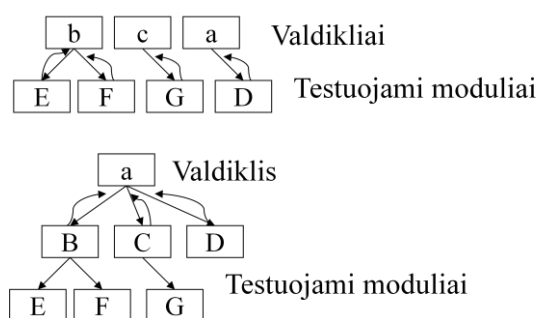 b c a Valdikliai
E F G D Testuojami moduliai
a Valdiklis
B C D
Testuojami moduliai
E F G